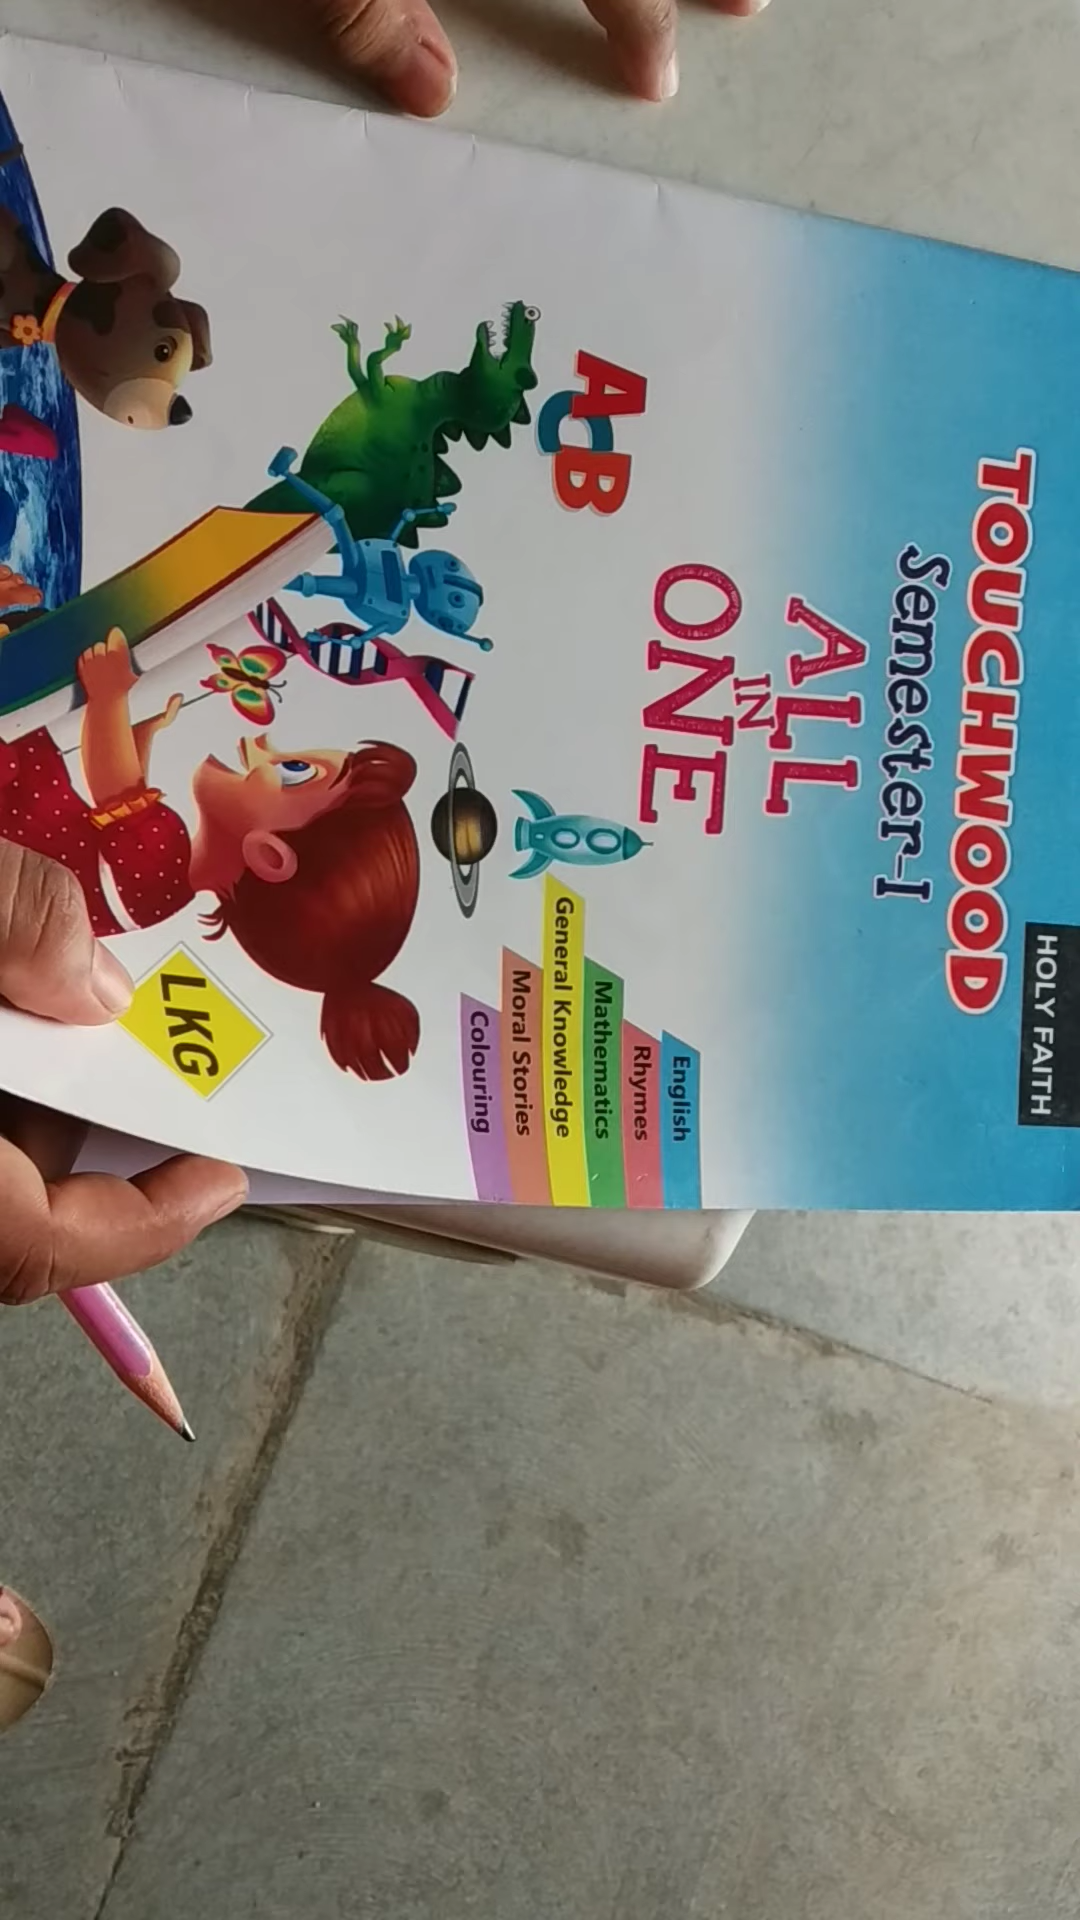 HOLY FAITH
TOUCHWOOD
Semester-I
ALL
IN
ONE
A
C B
English
Rhymes
Mathematics
General Knowledge
Moral Stories
Colouring
LKG